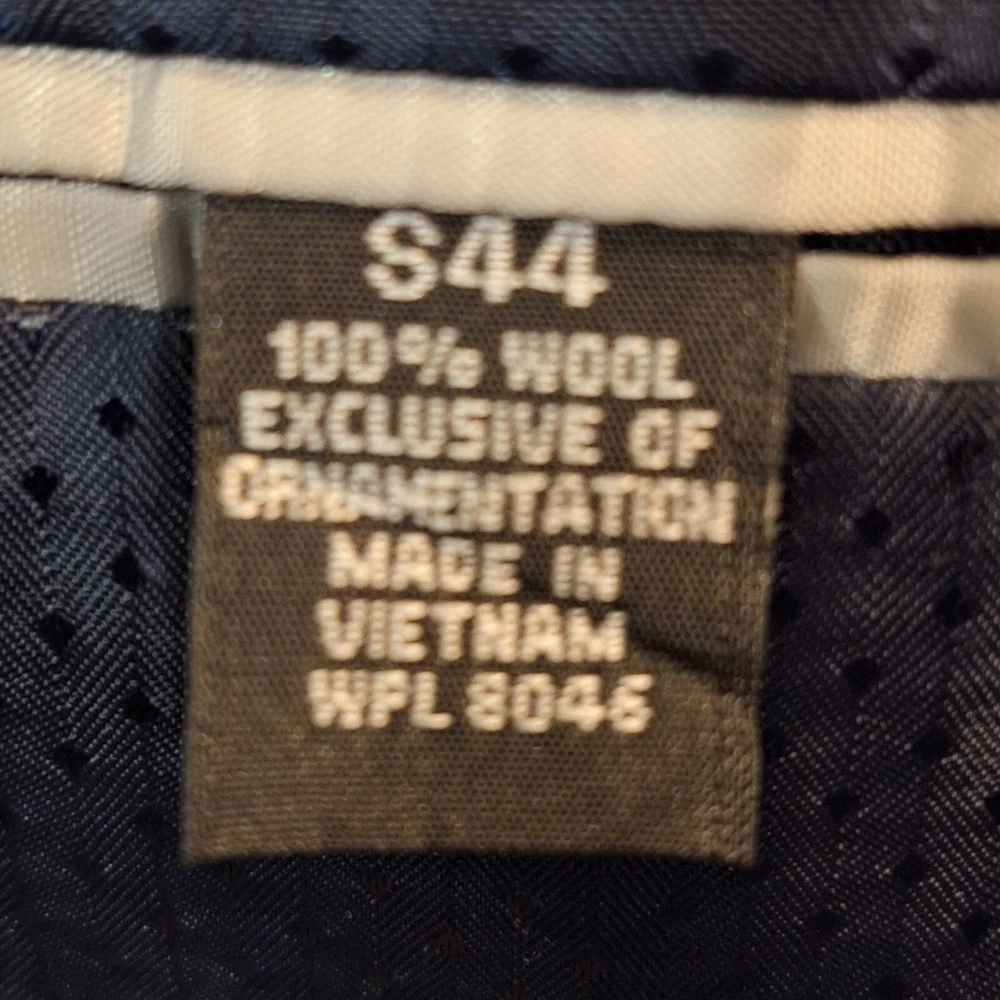 S44
100% WOOL
EXCLUSIVE OF
ORNAMENTATION
MADE IN
VIETNAM
WPL 8046